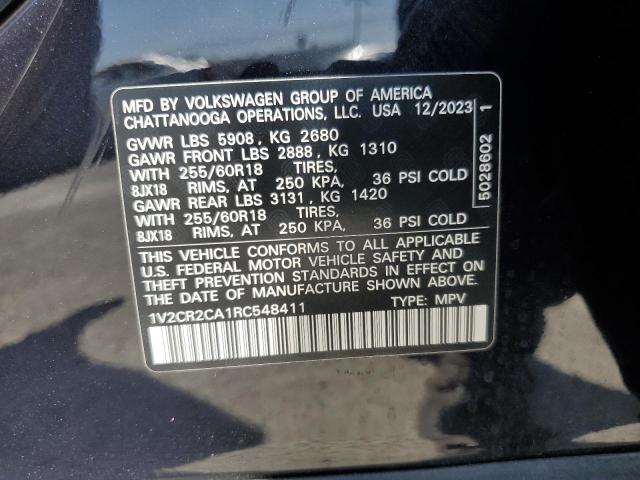 MFD BY VOLKSWAGEN GROUP OF AMERICA
CHATTANOOGA OPERATIONS, LLC. USA 12/2023
GVWR LBS 5908, KG 2680
GAWR FRONT LBS 2888, KG 1310
WITH 255/60R18 TIRES,
8JX18 RIMS, AT 250 KPA, 36 PSI COLD
GAWR REAR LBS 3131, KG 1420
WITH 255/60R18 TIRES,
8JX18 RIMS, AT 250 KPA, 36 PSI COLD
THIS VEHICLE CONFORMS TO ALL APPLICABLE
U.S. FEDERAL MOTOR VEHICLE SAFETY AND
THEFT PREVENTION STANDARDS IN EFFECT ON
THE DATE OF MANUFACTURE SHOWN ABOVE.
1V2CR2CA1RC548411 TYPE: MPV
5028602 1